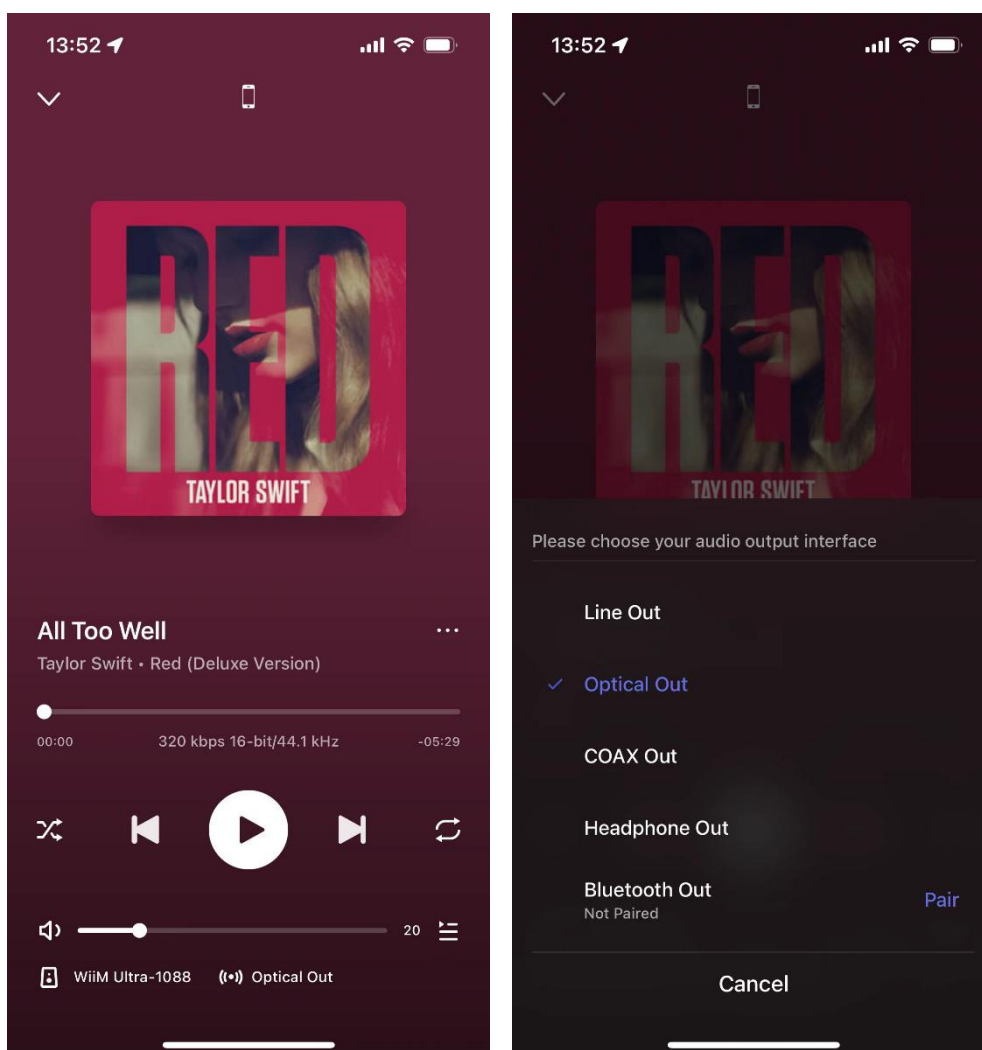 13:52
RED
TAYLOR SWIFT
All Too Well
Taylor Swift • Red (Deluxe Version)
00:00 320 kbps 16-bit/44.1 kHz -05:29
20
WiiM Ultra-1088 Optical Out
13:52
RED
TAYLOR SWIFT
Please choose your audio output interface
Line Out
Optical Out
COAX Out
Headphone Out
Bluetooth Out
Not Paired
Pair
Cancel